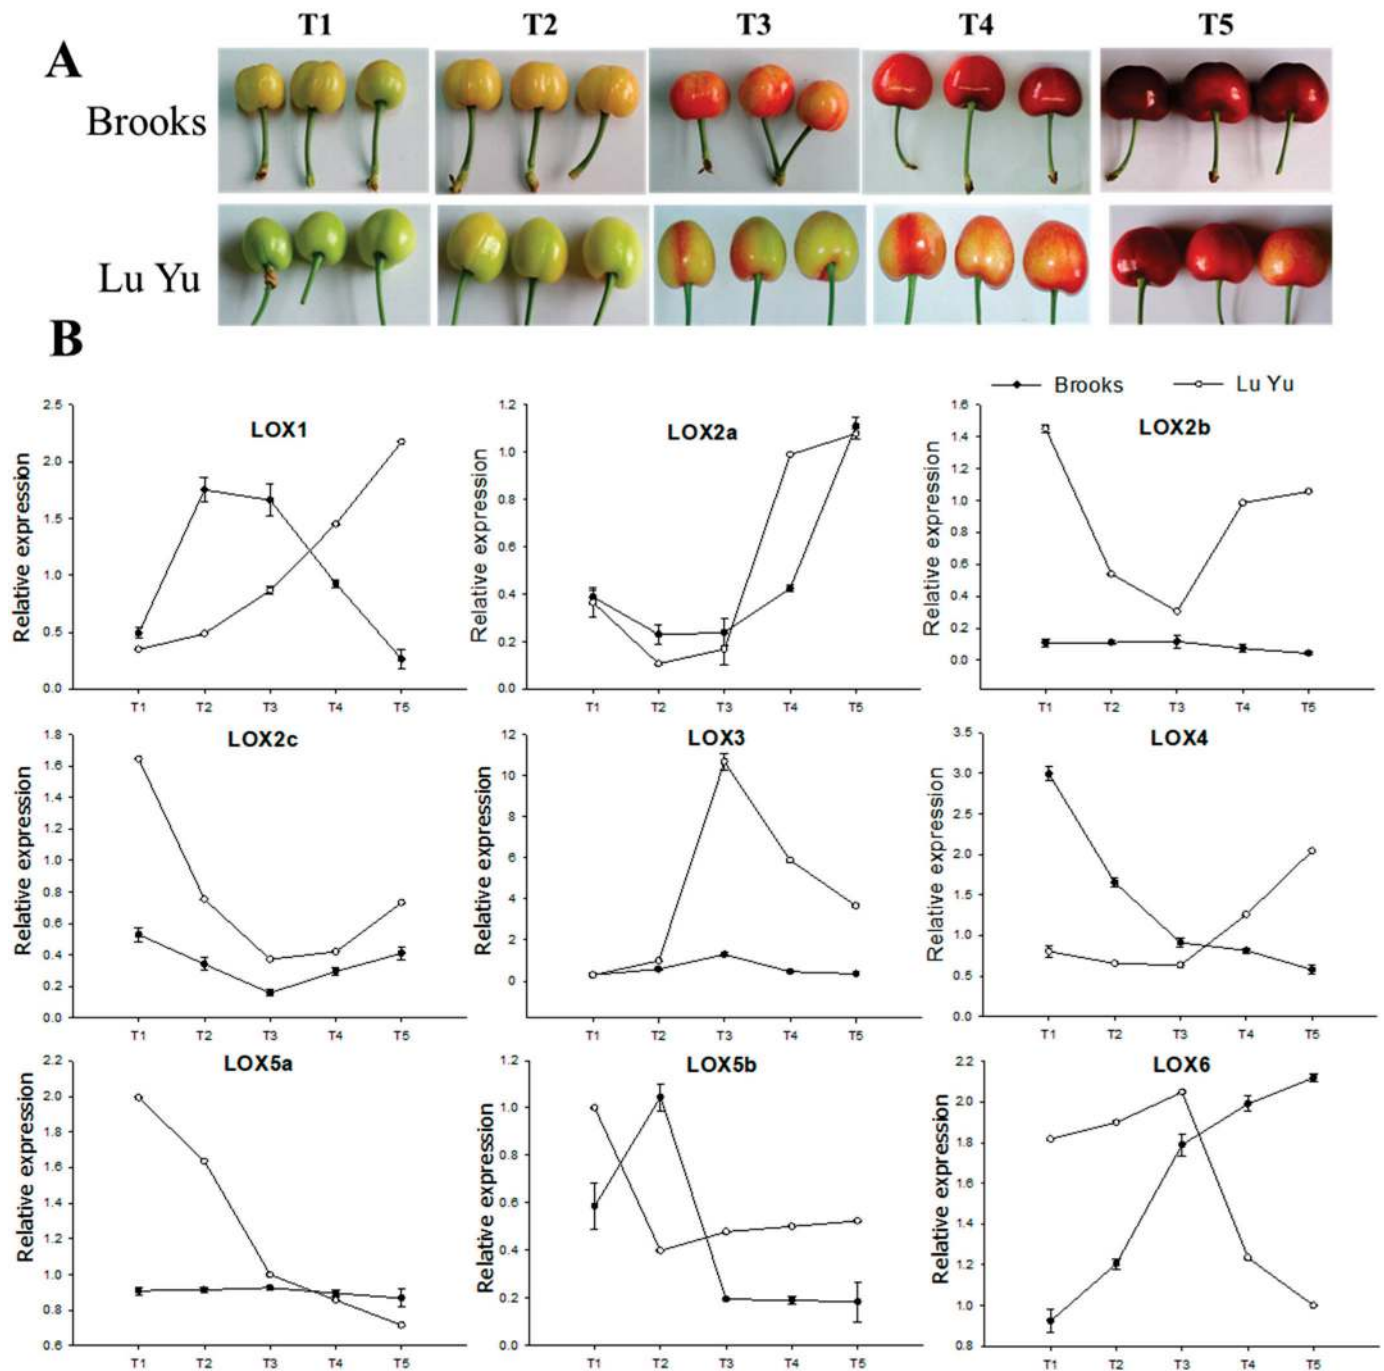 T1 T2 T3 T4 T5
A
Brooks
Lu Yu
B
Brooks Lu Yu
LOX1
Relative expression
2.5
2.0
1.5
1.0
0.5
0.0
T1 T2 T3 T4 T5
LOX2a
Relative expression
1.2
1.0
0.8
0.6
0.4
0.2
0.0
T1 T2 T3 T4 T5
LOX2b
Relative expression
1.6
1.4
1.2
1.0
0.8
0.6
0.4
0.2
0.0
T1 T2 T3 T4 T5
LOX2c
Relative expression
1.8
1.6
1.4
1.2
1.0
0.8
0.6
0.4
0.2
0.0
T1 T2 T3 T4 T5
LOX3
Relative expression
12
10
8
6
4
2
0
T1 T2 T3 T4 T5
LOX4
Relative expression
3.5
3.0
2.5
2.0
1.5
1.0
0.5
0.0
T1 T2 T3 T4 T5
LOX5a
Relative expression
2.2
2.0
1.8
1.6
1.4
1.2
1.0
0.8
0.6
T1 T2 T3 T4 T5
LOX5b
Relative expression
1.2
1.0
0.8
0.6
0.4
0.2
0.0
T1 T2 T3 T4 T5
LOX6
Relative expression
2.2
2.0
1.8
1.6
1.4
1.2
1.0
0.8
T1 T2 T3 T4 T5